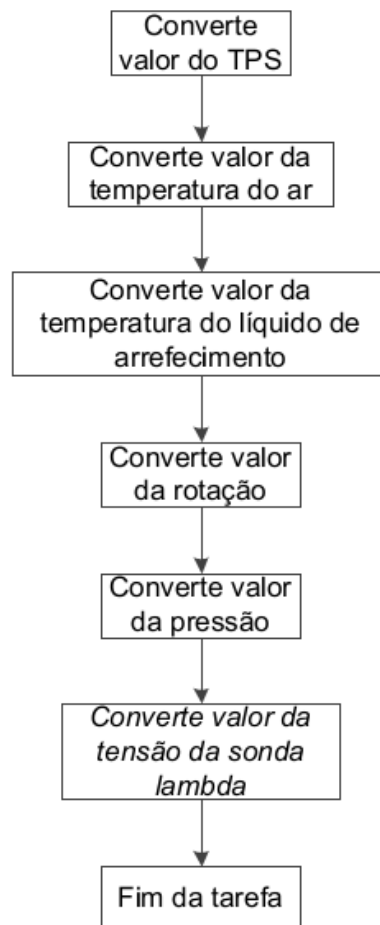 Converte
valor do TPS
Converte valor da
temperatura do ar
Converte valor da
temperatura do líquido de
arrefecimento
Converte valor
da rotação
Converte valor
da pressão
Converte valor da
tensão da sonda
lambda
Fim da tarefa